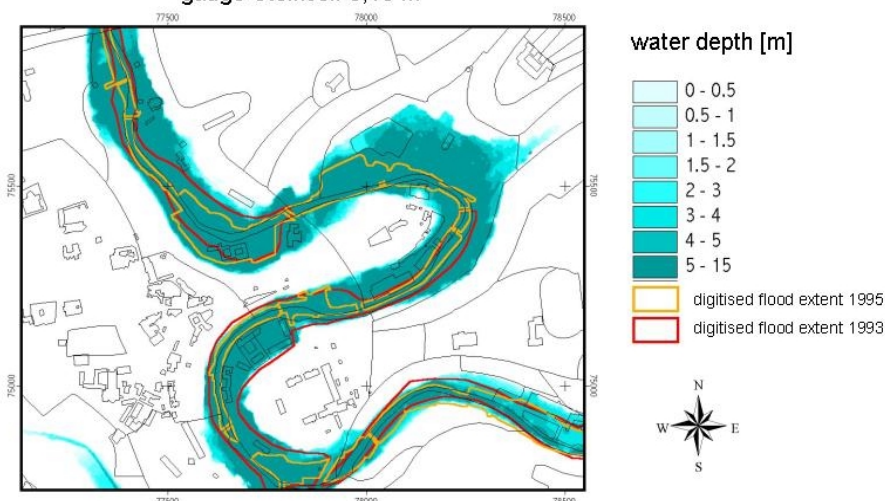 77500 78000 78500
water depth [m]
0 - 0.5
0.5 - 1
1 - 1.5
1.5 - 2
2 - 3
3 - 4
4 - 5
5 - 15
digitised flood extent 1995
digitised flood extent 1993
75500 75500
75000 75000
N
W E
S
77500 78000 78500